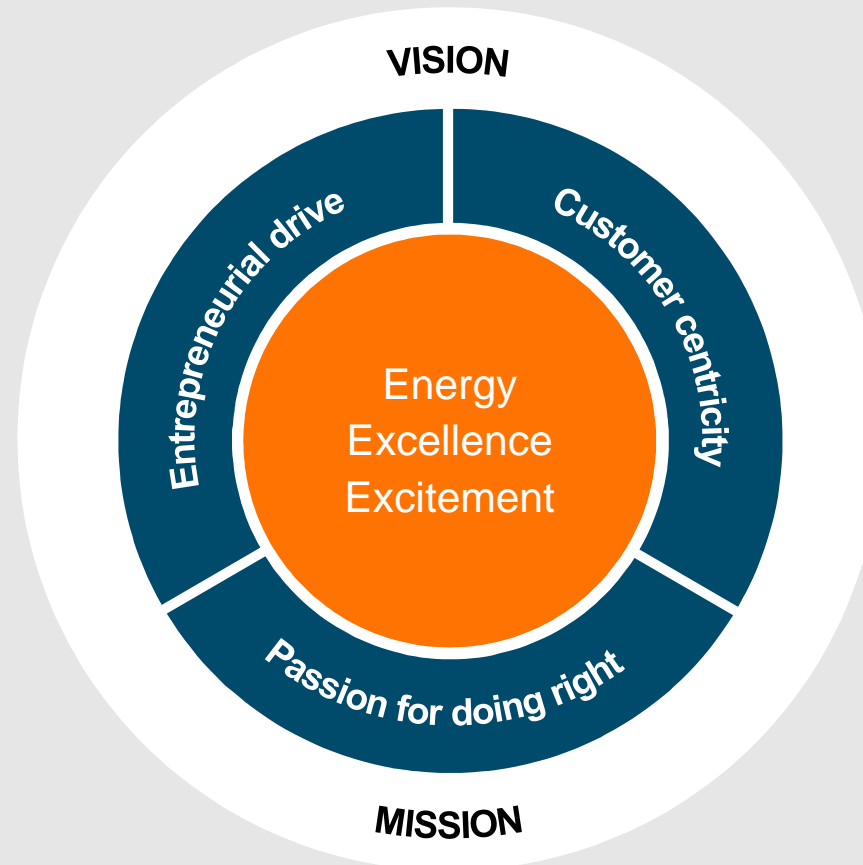 VISION
Entrepreneurial drive
Customer centricity
Energy
Excellence
Excitement
Passion for doing right
MISSION